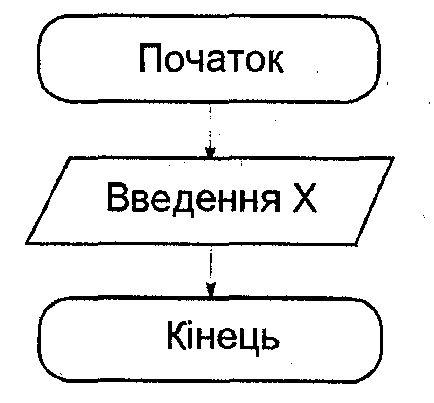 Початок
Введення X
Кінець